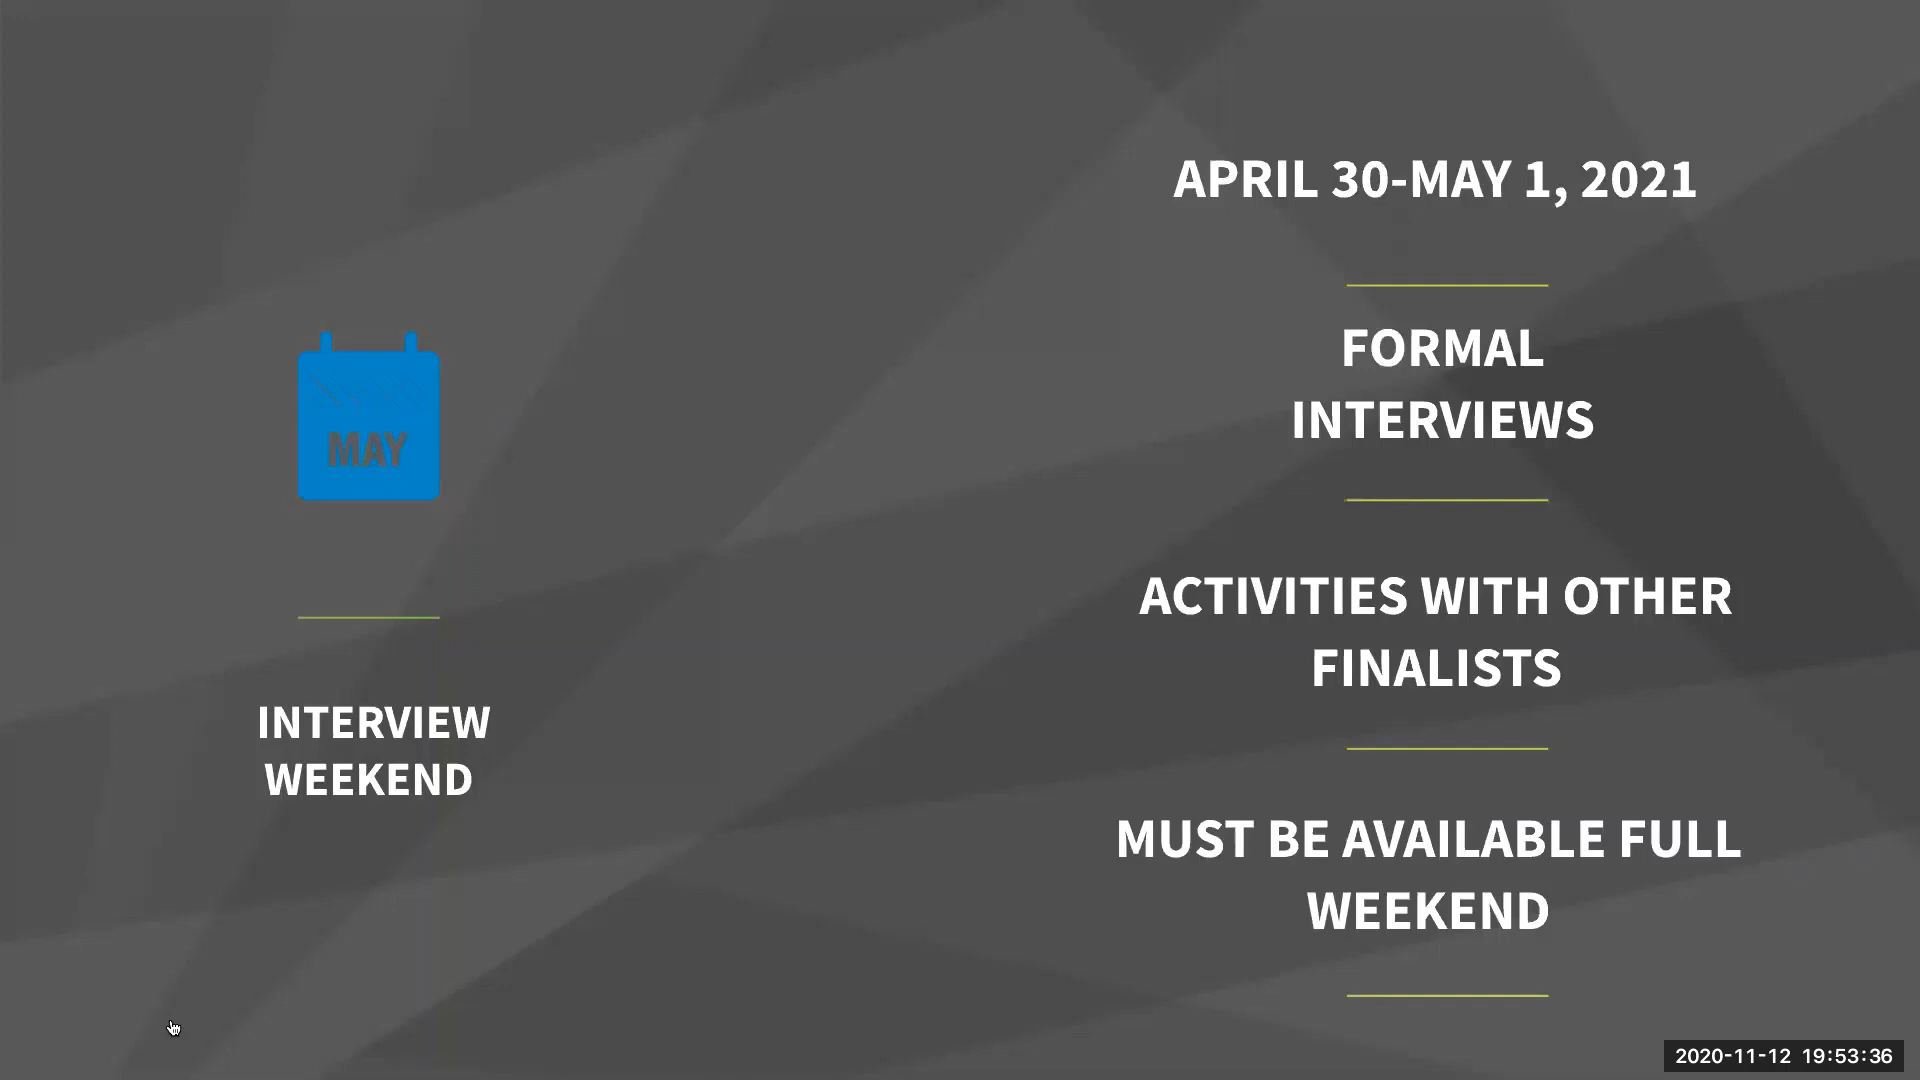 MAY
INTERVIEW
WEEKEND
APRIL 30-MAY 1, 2021
FORMAL
INTERVIEWS
ACTIVITIES WITH OTHER
FINALISTS
MUST BE AVAILABLE FULL
WEEKEND
2020-11-12 19:53:36